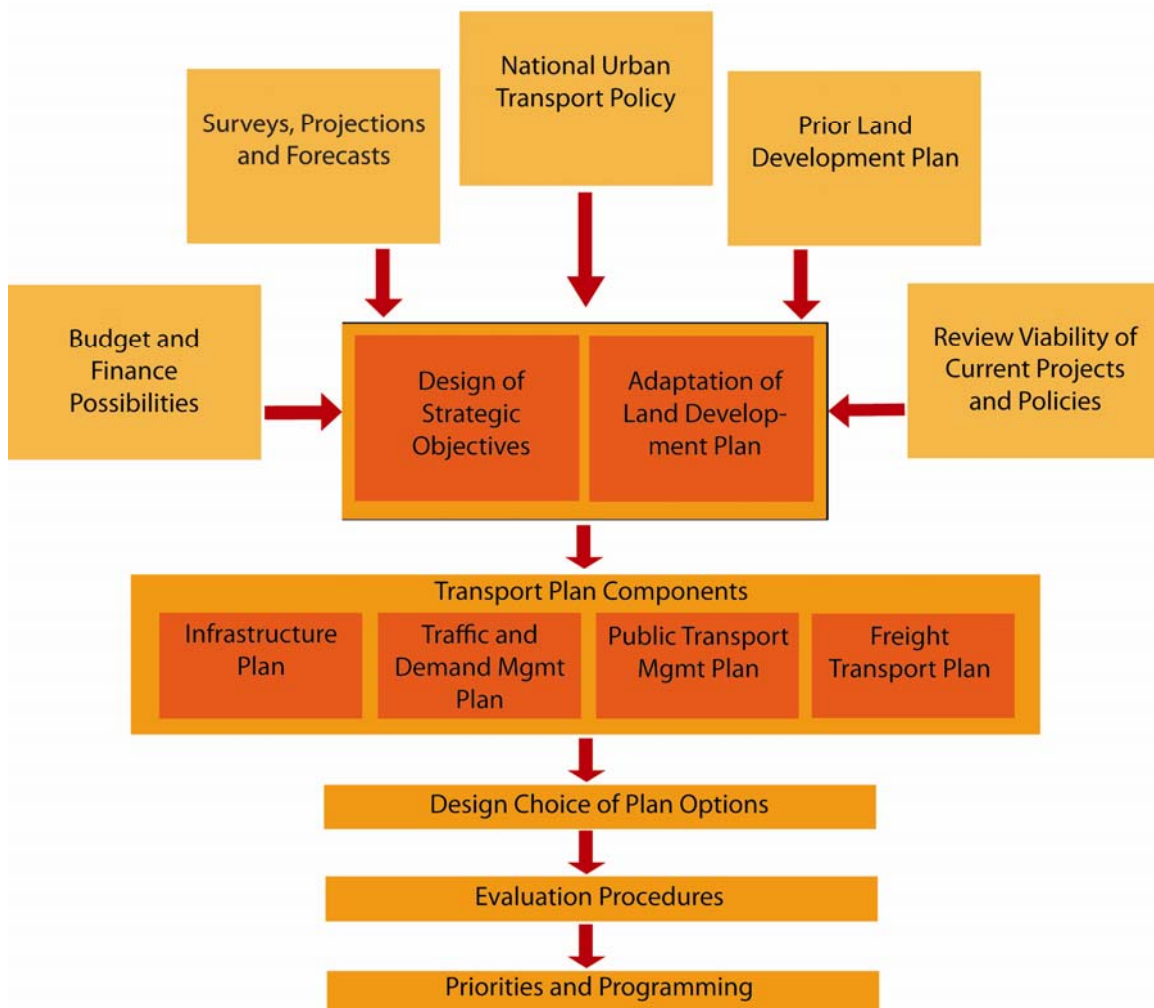 National Urban
Transport Policy
Surveys, Projections
and Forecasts
Prior Land
Development Plan
Budget and
Finance
Possibilities
Review Viability of
Current Projects
and Policies
Design of
Strategic
Objectives
Adaptation of
Land Develop-
ment Plan
Transport Plan Components
Infrastructure
Plan
Traffic and
Demand Mgmt
Plan
Public Transport
Mgmt Plan
Freight
Transport Plan
Design Choice of Plan Options
Evaluation Procedures
Priorities and Programming